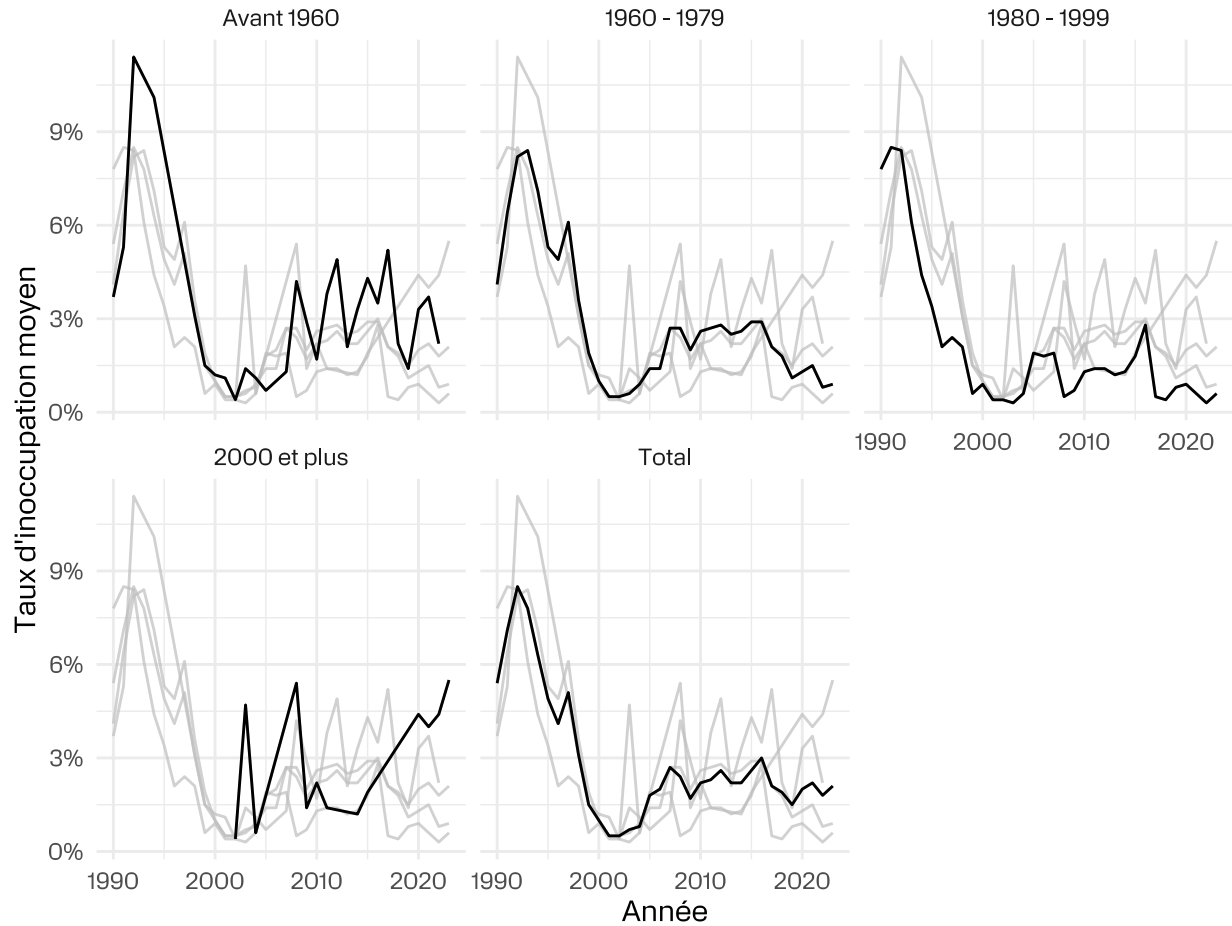 Avant 1960
1960 - 1979
1980 - 1999
9%
6%
3%
0%
1990 2000 2010 2020
2000 et plus
Total
9%
6%
3%
0%
1990 2000 2010 2020
1990 2000 2010 2020
Taux d'inoccupation moyen
Année